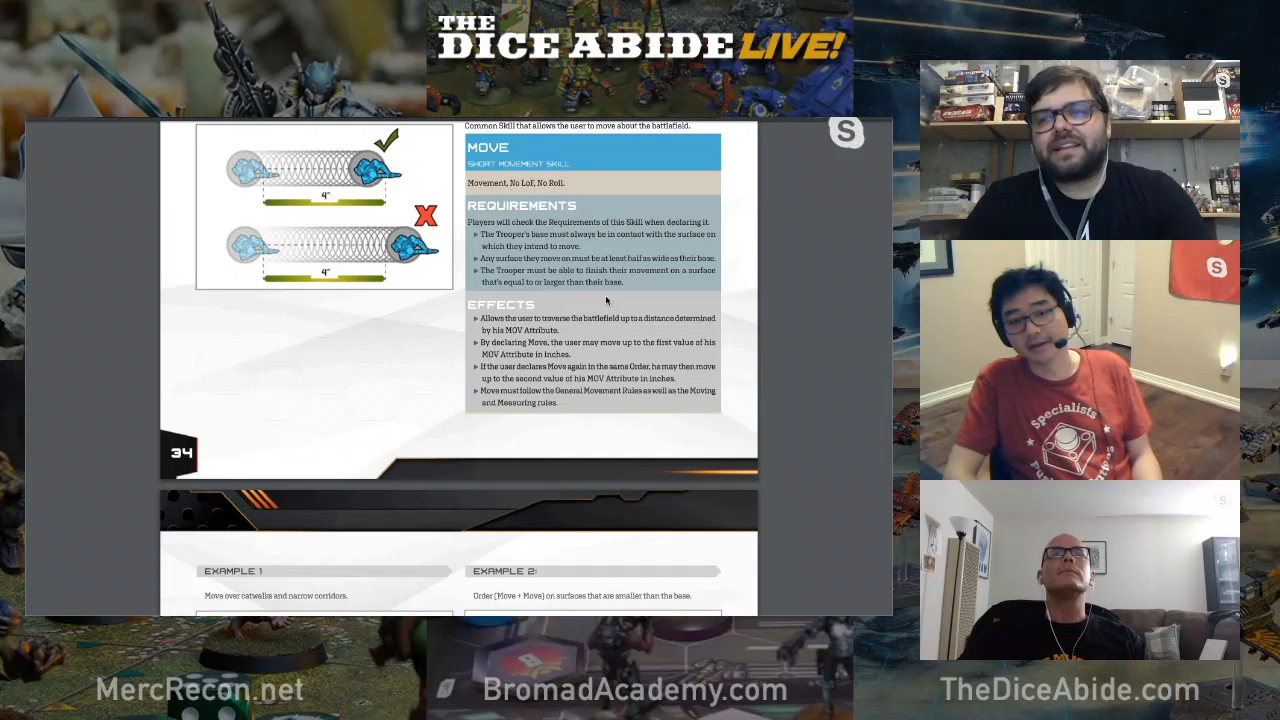 THE
DICE ABIDE LIVE!
4"
4"
34
Common Skill that allows the user to move about the battlefield.
MOVE
SHORT MOVEMENT SKILL
Movement, No LoF, No Roll.
REQUIREMENTS
Players will check the Requirements of this Skill when declaring it.
▶ The Trooper's base must always be in contact with the surface on
which they intend to move.
▶ Any surface they move on must be at least half as wide as their base.
▶ The Trooper must be able to finish their movement on a surface
that's equal to or larger than their base.
EFFECTS
▶ Allows the user to traverse the battlefield up to a distance determined
by his MOV Attribute.
▶ By declaring Move, the user may move up to the first value of his
MOV Attribute in inches.
▶ If the user declares Move again in the same Order, he may then move
up to the second value of his MOV Attribute in inches.
▶ Move must follow the General Movement Rules as well as the Moving
and Measuring rules.
EXAMPLE 1
Move over catwalks and narrow corridors.
EXAMPLE 2:
Order (Move + Move) on surfaces that are smaller than the base.
S
S
S
S
Specialists
MercRecon.net
BromadAcademy.com
TheDiceAbide.com